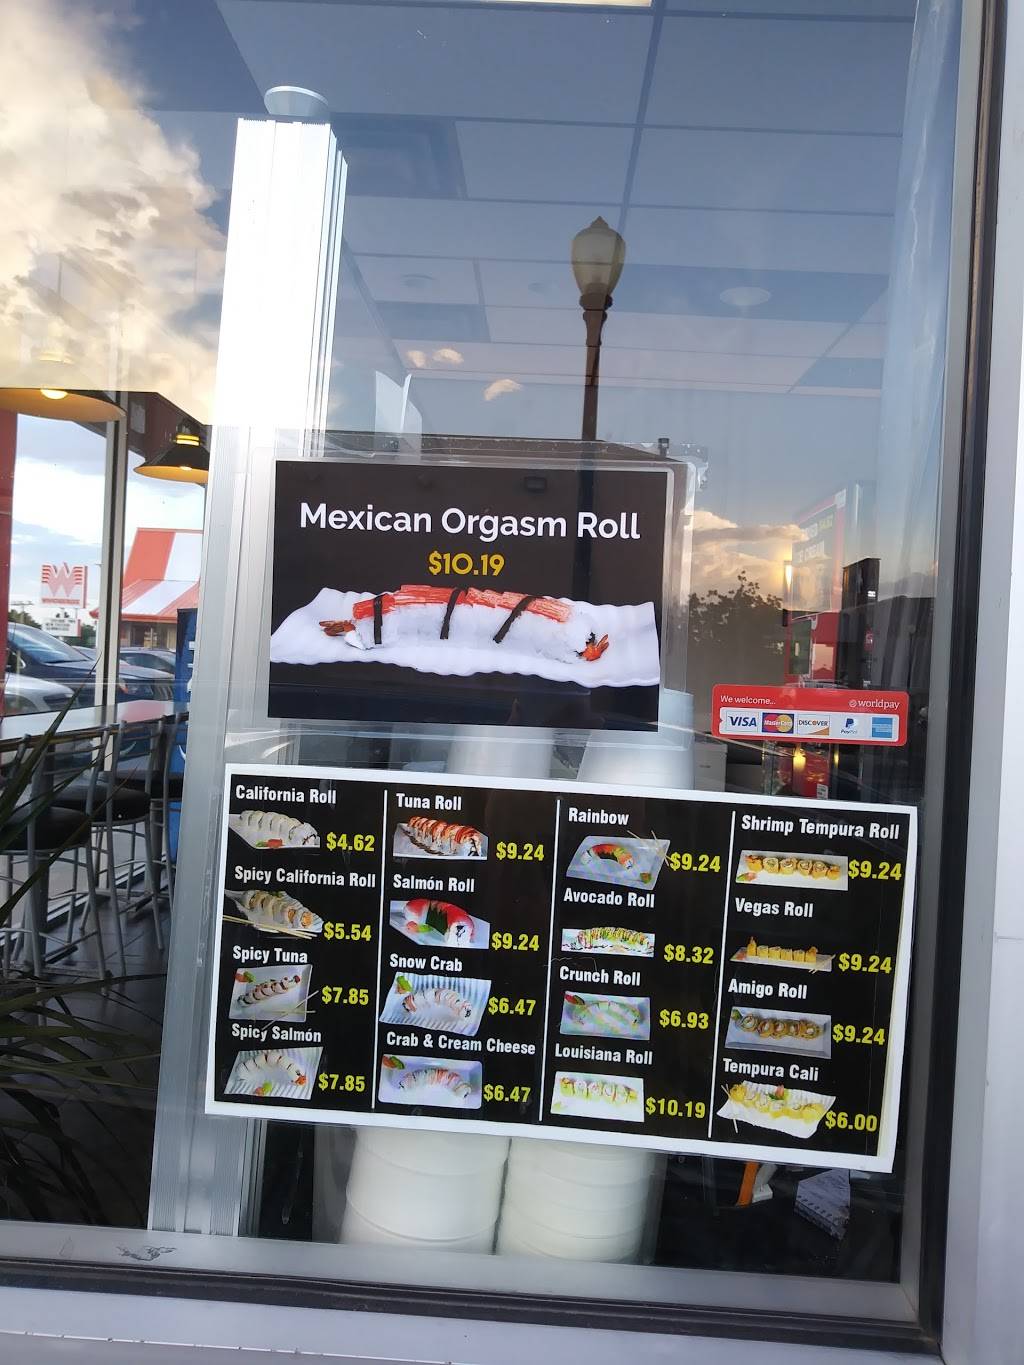 Mexican Orgasm Roll
$10.19
We welcome... worldpay
VISA MasterCard DISCOVER PayPal
W
California Roll
$4.62
Spicy California Roll
$5.54
Spicy Tuna
$7.85
Spicy Salmón
$7.85
Tuna Roll
$9.24
Salmón Roll
$9.24
Snow Crab
$6.47
Crab & Cream Cheese
$6.47
Rainbow
$9.24
Avocado Roll
$8.32
Crunch Roll
$6.93
Louisiana Roll
$10.19
Shrimp Tempura Roll
$9.24
Vegas Roll
$9.24
Amigo Roll
$9.24
Tempura Cali
$6.00